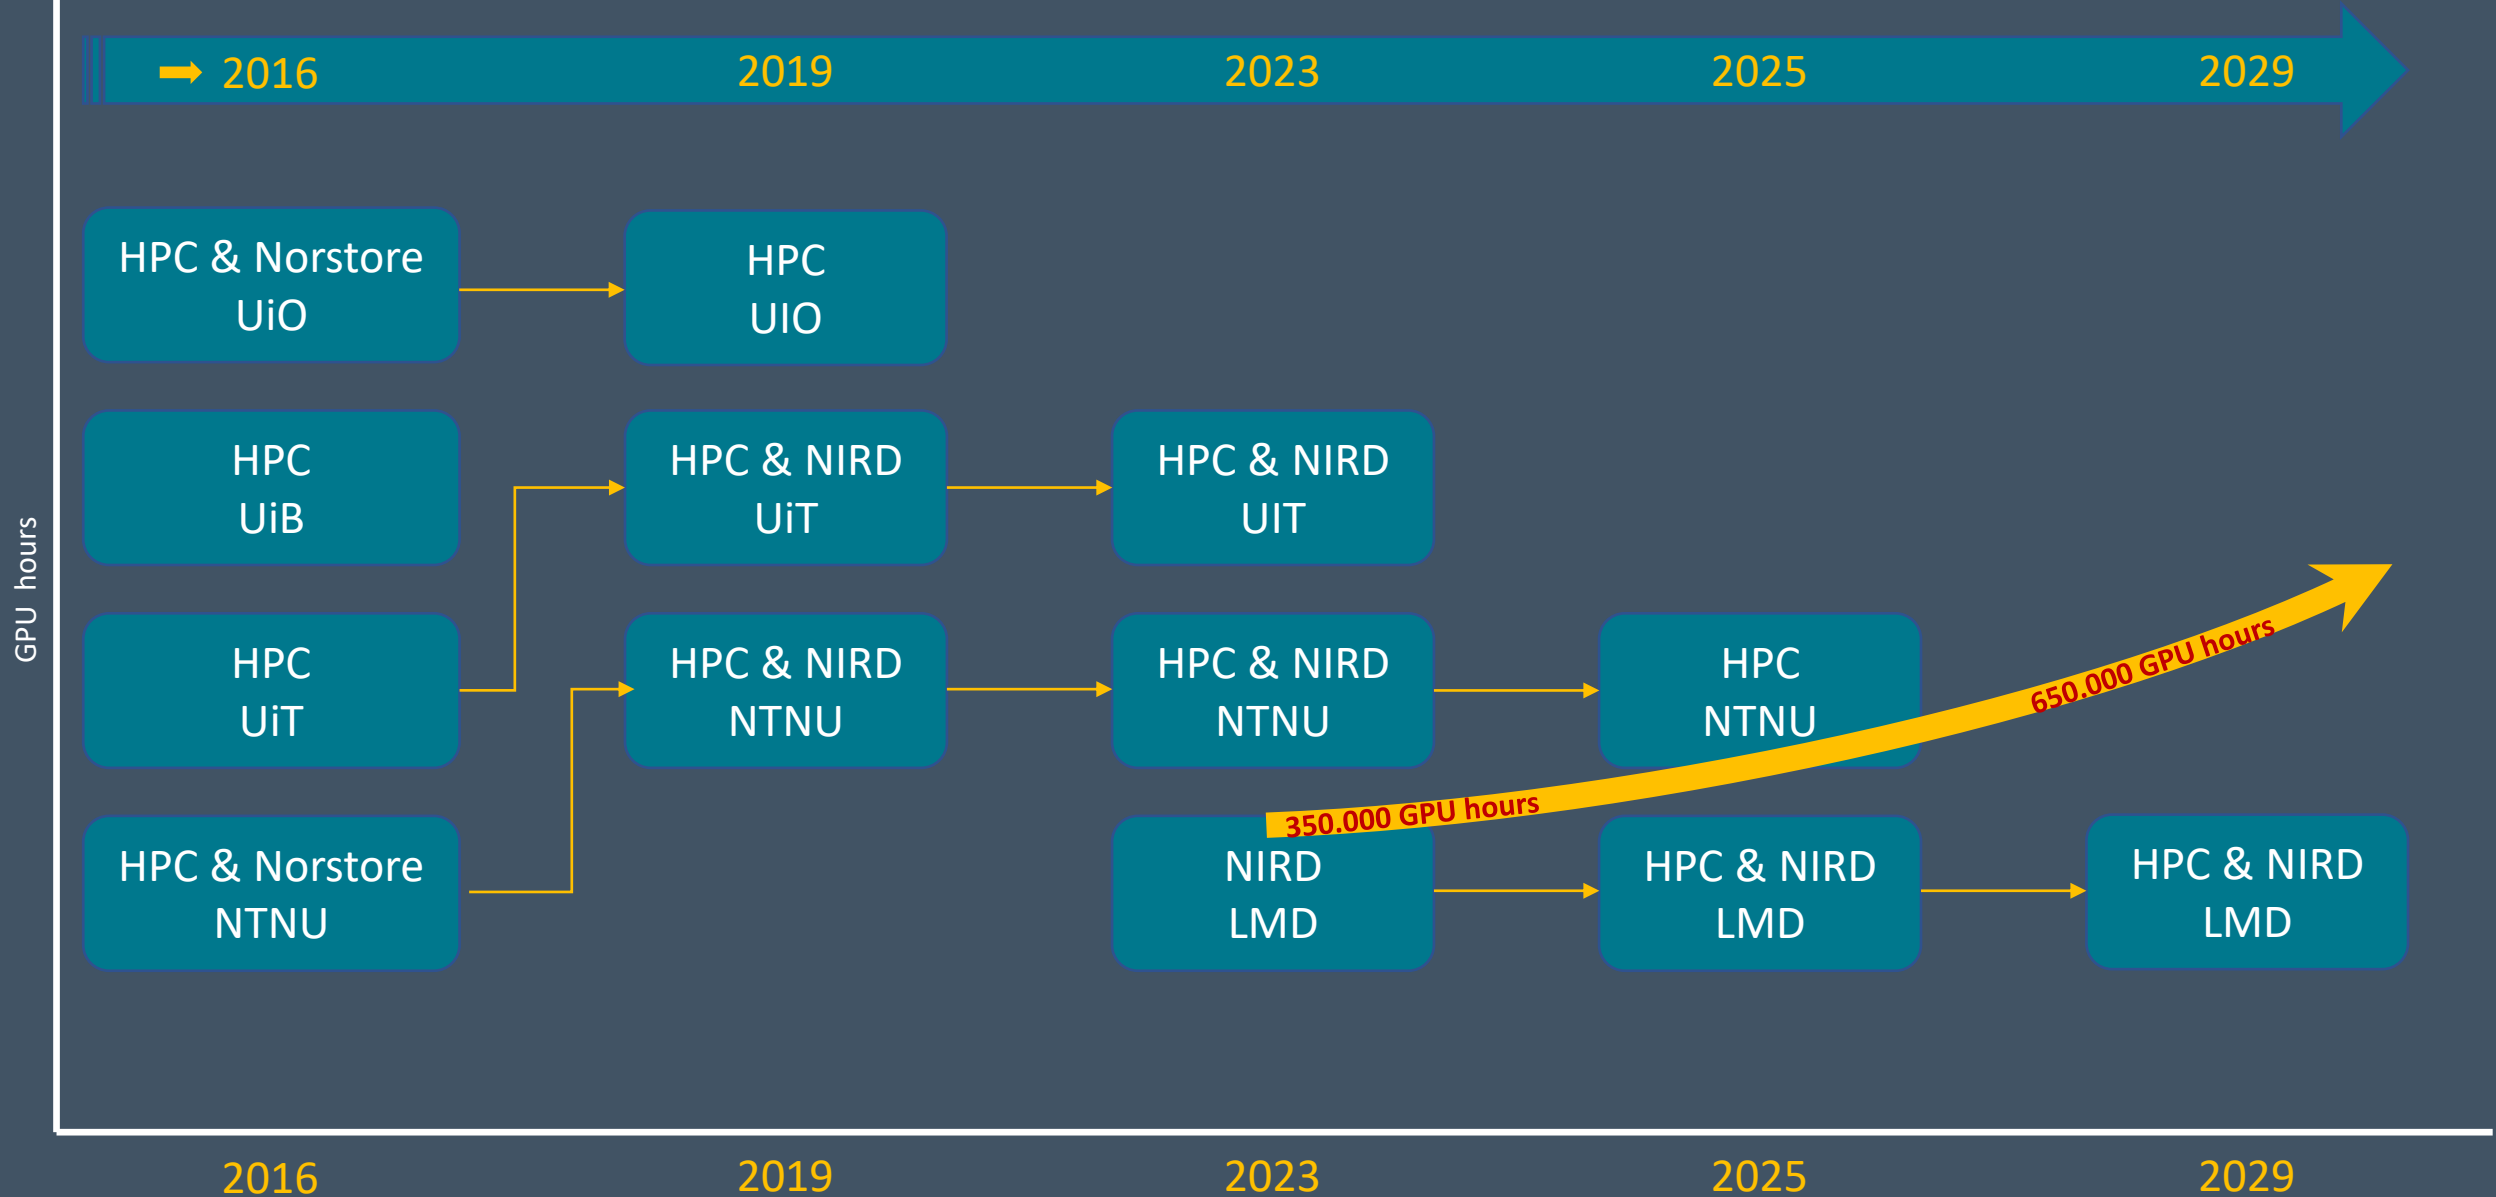 2016
2019
2023
2025
2029
HPC & Norstore
UiO
HPC
UIO
HPC
UiB
HPC & NIRD
UiT
HPC & NIRD
UIT
GPU hours
HPC
UiT
HPC & NIRD
NTNU
HPC & NIRD
NTNU
HPC
NTNU
650.000 GPU hours
350.000 GPU hours
HPC & Norstore
NTNU
NIRD
LMD
HPC & NIRD
LMD
HPC & NIRD
LMD
2016
2019
2023
2025
2029